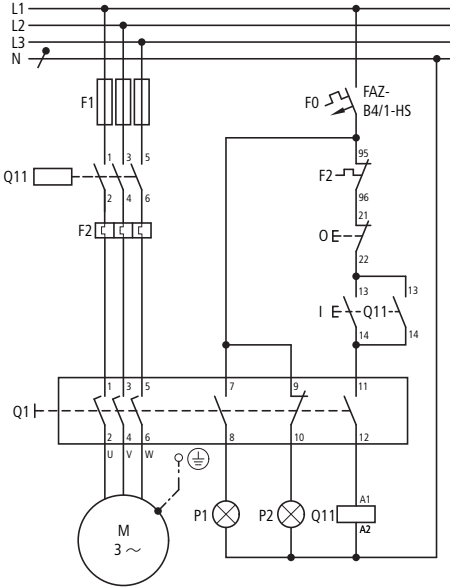 L1
L2
L3
N
F1
F0
FAZ-
B4/1-HS
1 3 5
Q11
2 4 6
95
F2
96
F2
21
O E
22
13 13
I E Q11
14 14
1 3 5 7 9 11
Q1
2 4 6 8 10 12
U V W
P1 P2 Q11
A1
A2
M
3 ~